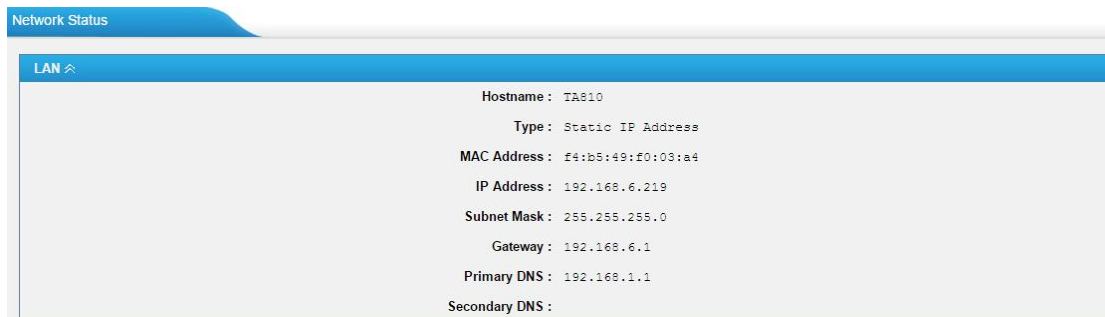 Network Status
LAN
Hostname : TA810
Type : Static IP Address
MAC Address : f4:b5:49:f0:03:a4
IP Address : 192.168.6.219
Subnet Mask : 255.255.255.0
Gateway : 192.168.6.1
Primary DNS : 192.168.1.1
Secondary DNS :